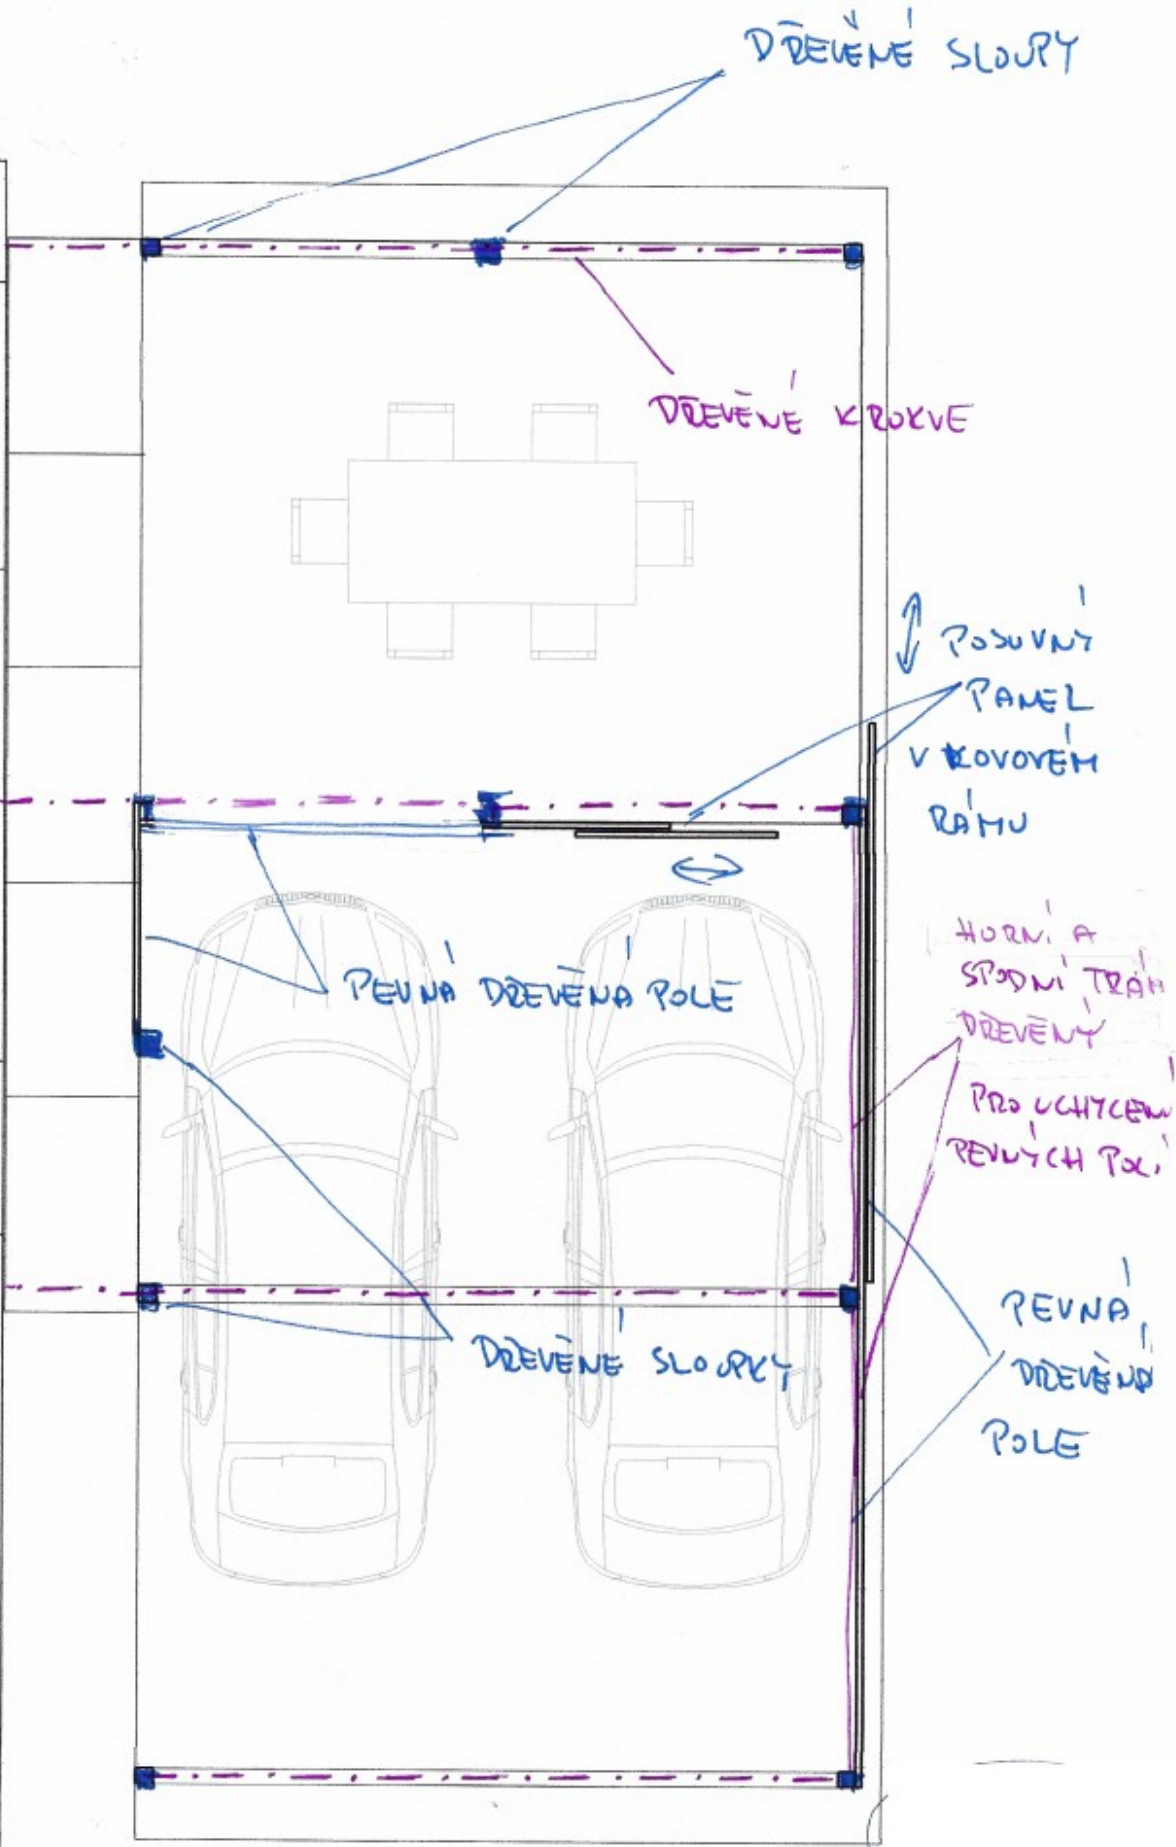 DŘEVĚNÉ SLOUPY
DŘEVĚNÉ KROKVE
POSUVNÝ
PANEL
V KOVOVÉM
RÁMU
PEVNÁ DŘEVĚNÁ POLE
HORNÍ A
SPODNÍ TRÁM
DŘEVĚNÝ
PRO UCHYCENÍ
PEVNÝCH POLÍ
DŘEVĚNÉ SLOUPKY
PEVNÁ
DŘEVĚNÁ
POLE